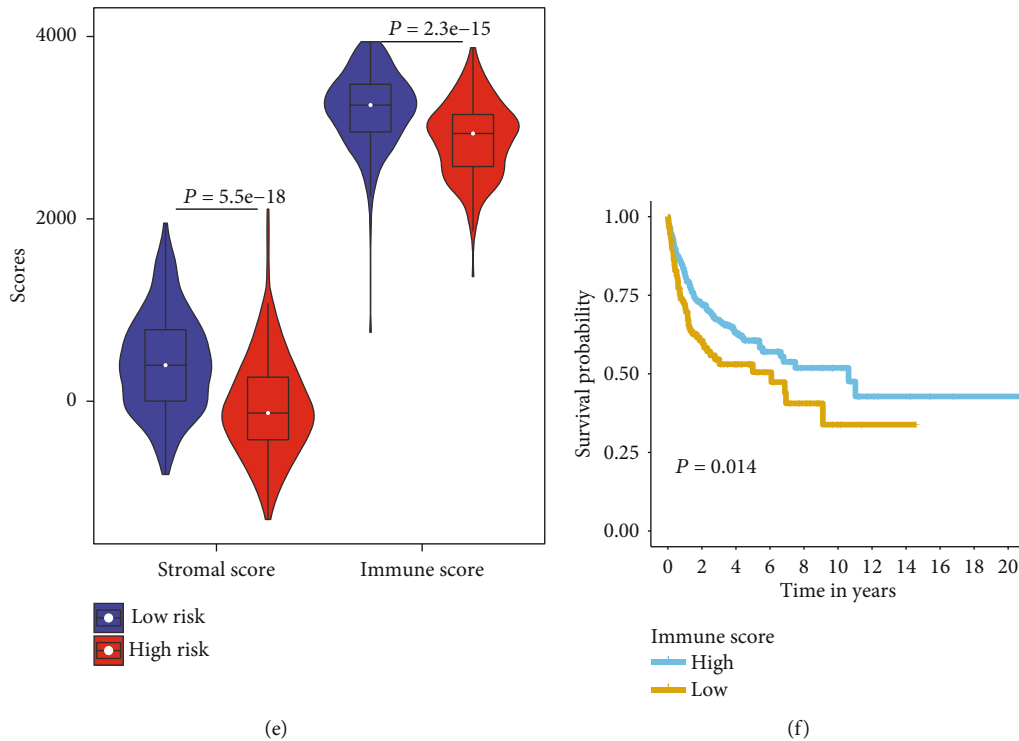 4000
2000
0
Scores
P = 2.3e–15
P = 5.5e–18
Stromal score
Immune score
Low risk
High risk
(e)
1.00
0.75
0.50
0.25
0.00
Survival probability
P = 0.014
0 2 4 6 8 10 12 14 16 18 20
Time in years
Immune score
High
Low
(f)